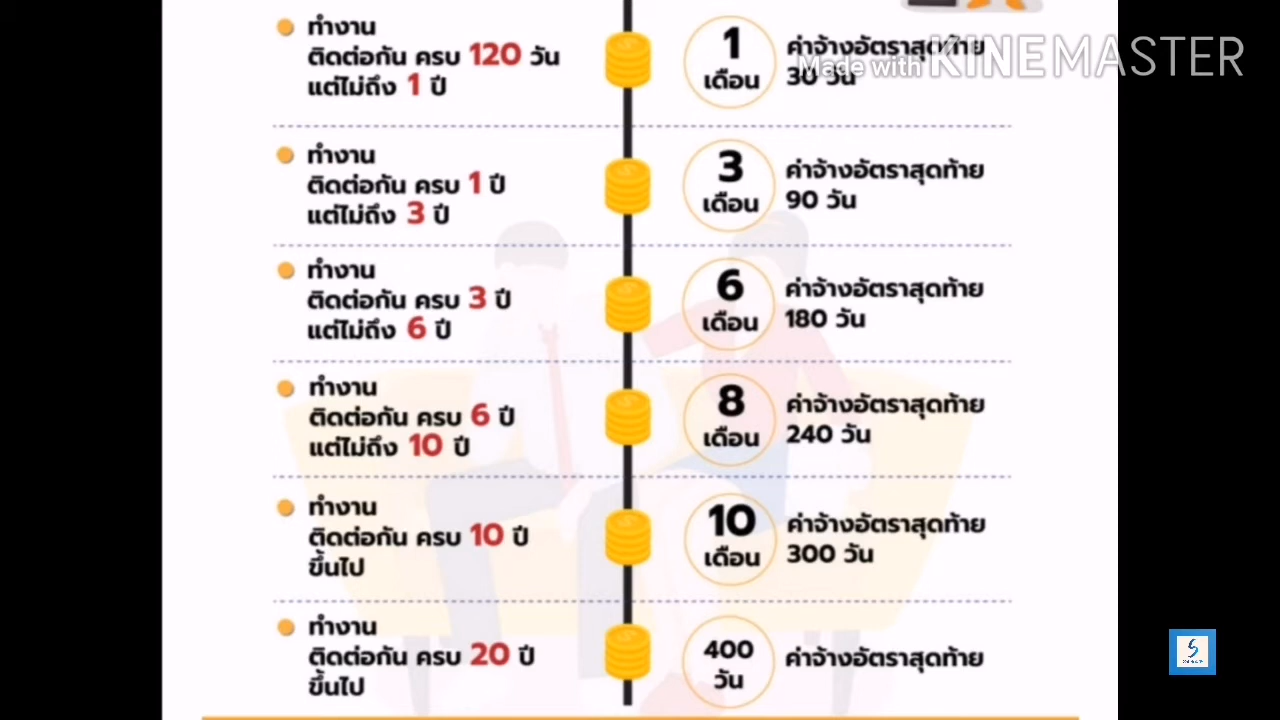 ทำงาน
ติดต่อกัน ครบ 120 วัน
แต่ไม่ถึง 1 ปี
1
เดือน
ค่าจ้างอัตราสุดท้าย
30 วัน
Made with KINEMASTER
ทำงาน
ติดต่อกัน ครบ 1 ปี
แต่ไม่ถึง 3 ปี
3
เดือน
ค่าจ้างอัตราสุดท้าย
90 วัน
ทำงาน
ติดต่อกัน ครบ 3 ปี
แต่ไม่ถึง 6 ปี
6
เดือน
ค่าจ้างอัตราสุดท้าย
180 วัน
ทำงาน
ติดต่อกัน ครบ 6 ปี
แต่ไม่ถึง 10 ปี
8
เดือน
ค่าจ้างอัตราสุดท้าย
240 วัน
ทำงาน
ติดต่อกัน ครบ 10 ปี
ขึ้นไป
10
เดือน
ค่าจ้างอัตราสุดท้าย
300 วัน
ทำงาน
ติดต่อกัน ครบ 20 ปี
ขึ้นไป
400
วัน
ค่าจ้างอัตราสุดท้าย